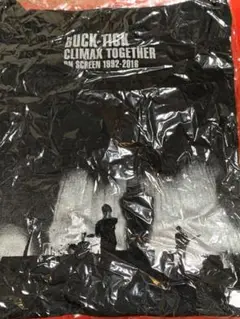 BUCK-TICK
CLIMAX TOGETHER
ON SCREEN 1992-2016